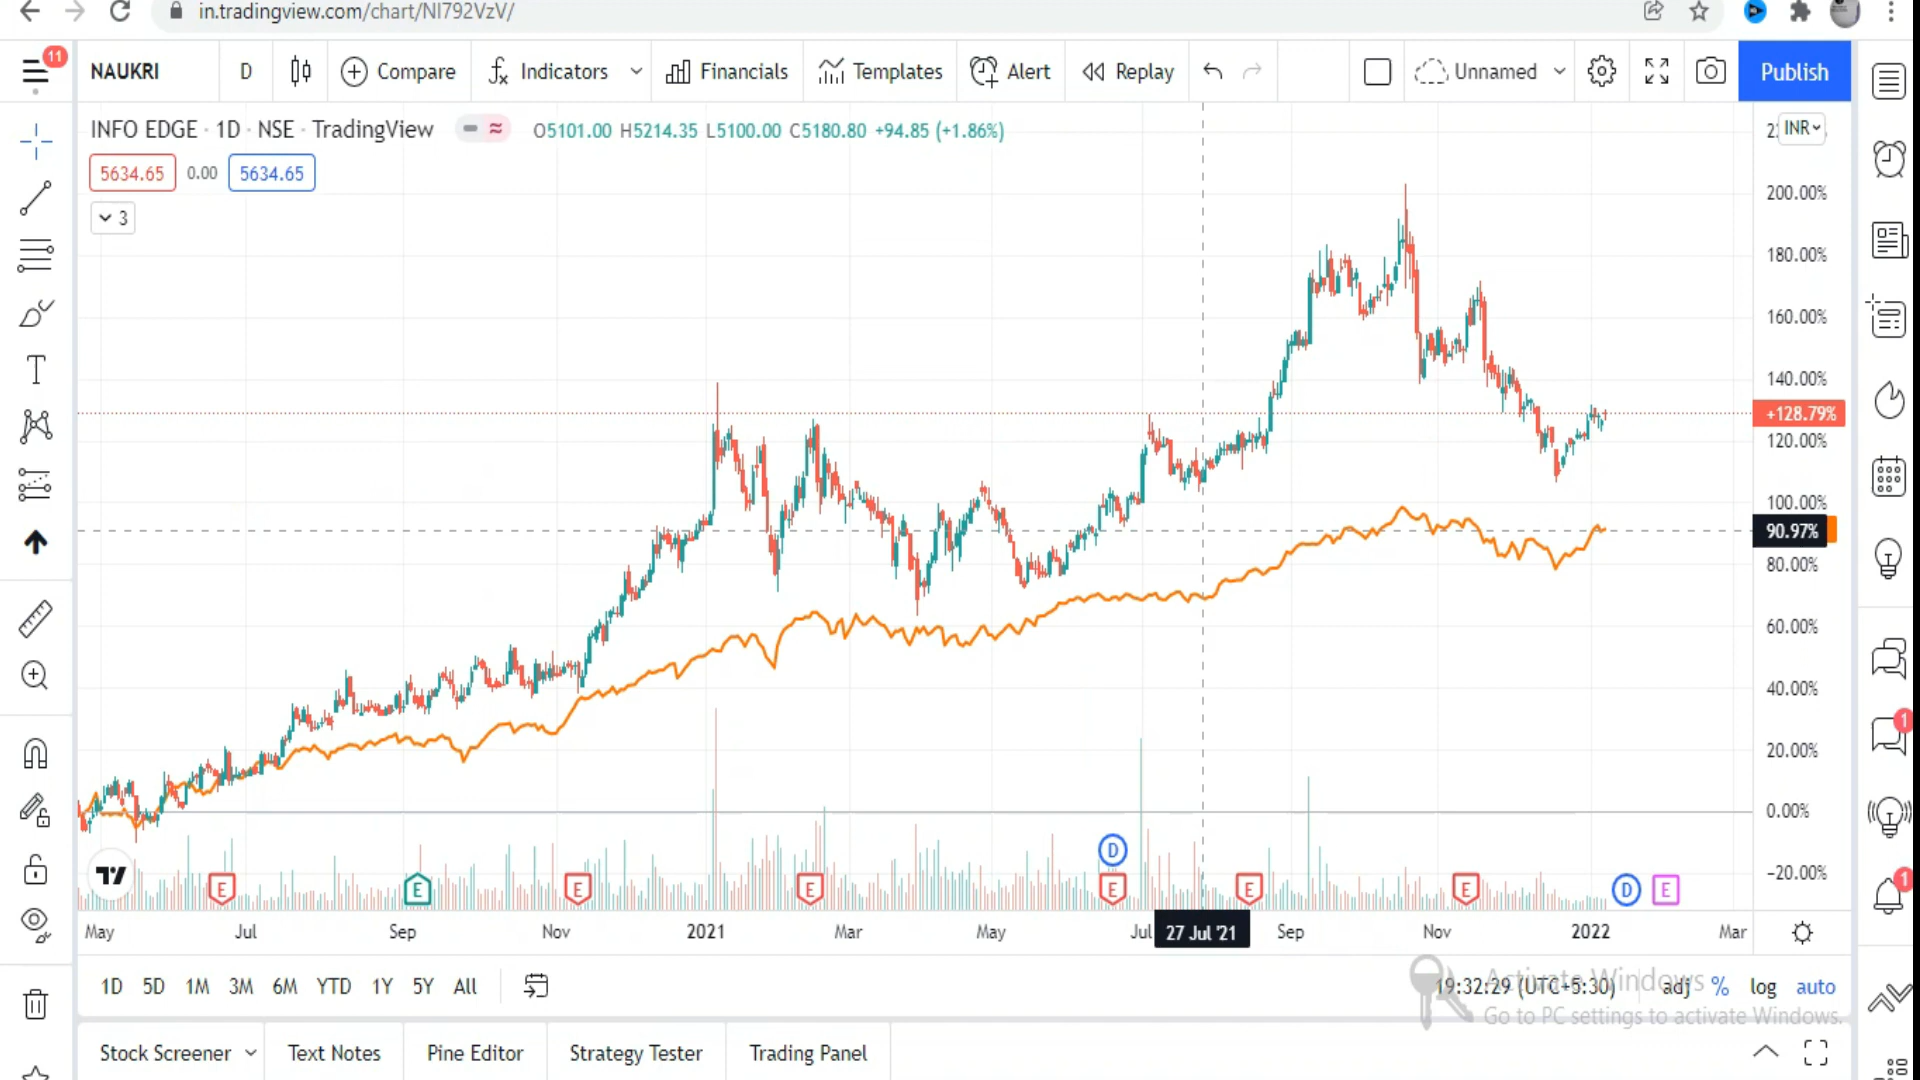 in.tradingview.com/chart/NI792VzV/
11
NAUKRI D Compare Indicators Financials Templates Alert Replay Unnamed Publish
INFO EDGE · 1D · NSE · TradingView O5101.00 H5214.35 L5100.00 C5180.80 +94.85 (+1.86%)
INR
5634.65 0.00 5634.65
3
200.00%
180.00%
160.00%
140.00%
+128.79%
120.00%
100.00%
90.97%
80.00%
60.00%
40.00%
20.00%
0.00%
-20.00%
T
1
1
D
E E E E E E E D E
May Jul Sep Nov 2021 Mar May Jul 27 Jul '21 Sep Nov 2022 Mar
1D 5D 1M 3M 6M YTD 1Y 5Y All 19:32:29 (UTC+5:30) adj % log auto
Activate Windows
Go to PC settings to activate Windows.
Stock Screener Text Notes Pine Editor Strategy Tester Trading Panel